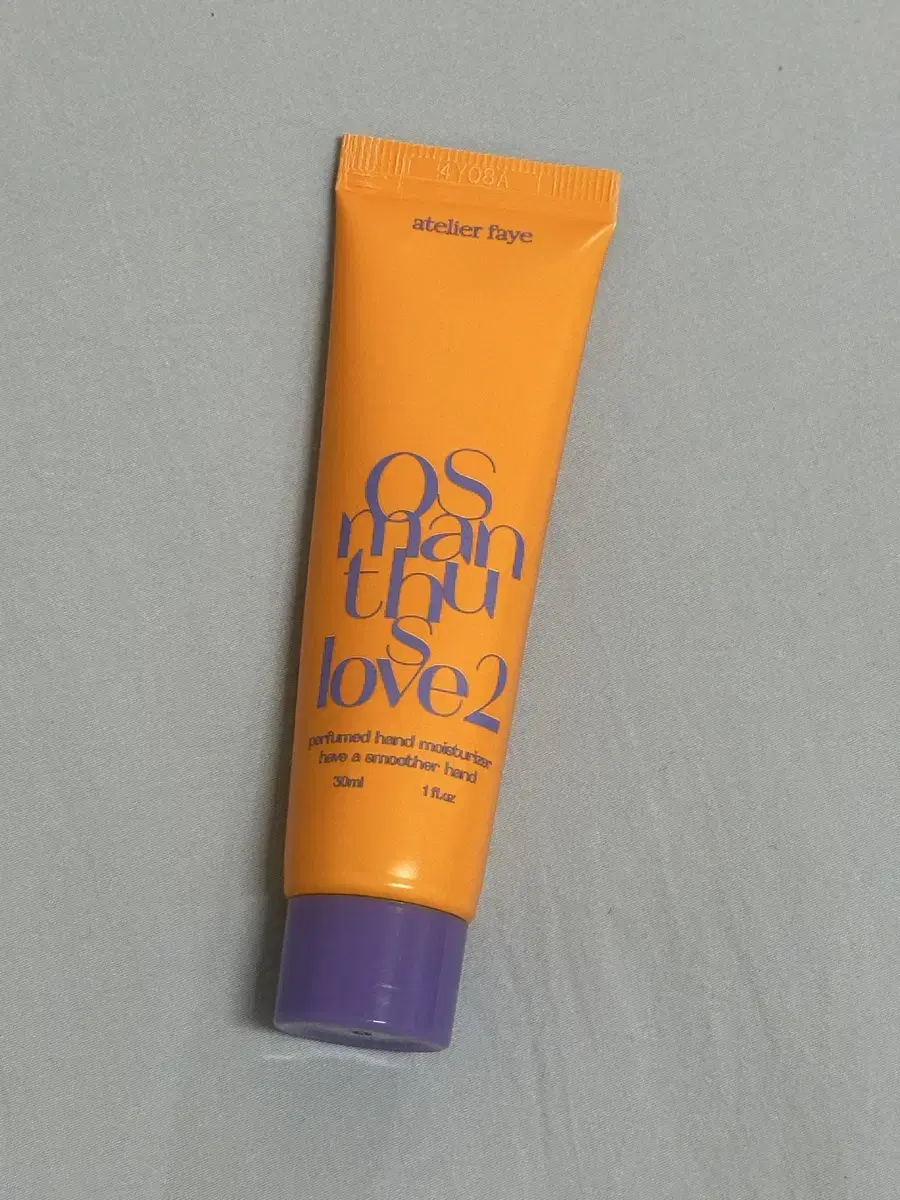 4Y08A
atelier faye
os
man
thu
s
love2
perfumed hand moisturizer
have a smoother hand
30ml 1 fl.oz